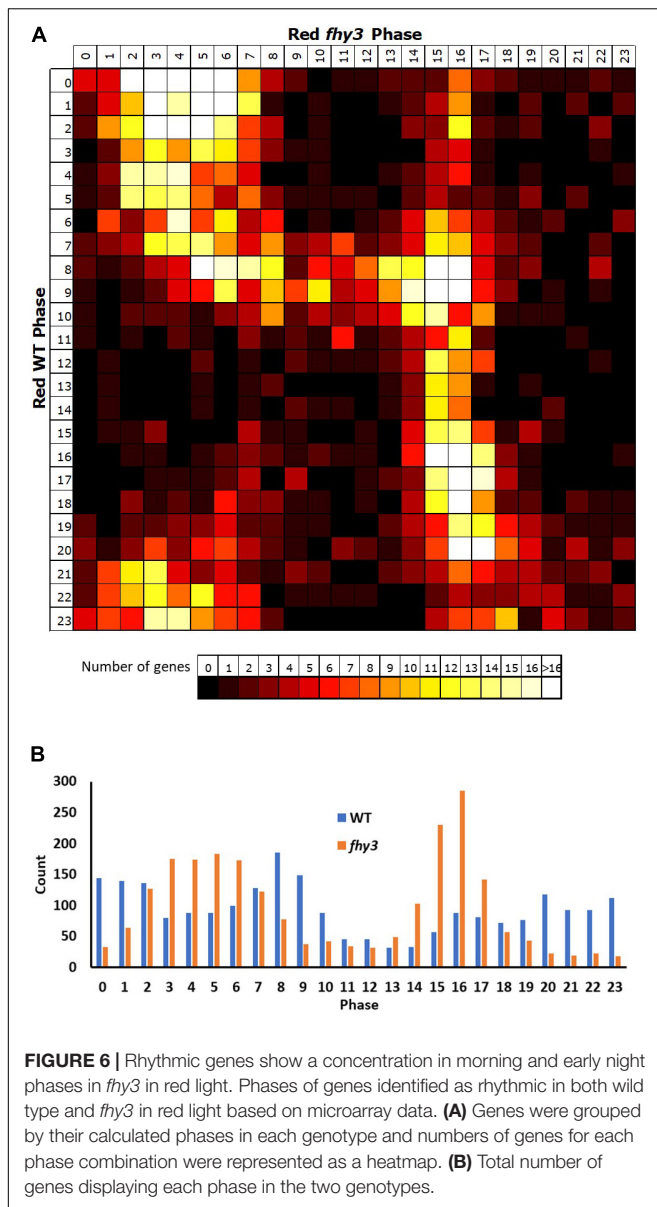 A
Red fhy3 Phase
0 1 2 3 4 5 6 7 8 9 10 11 12 13 14 15 16 17 18 19 20 21 22 23
Red WT Phase
0
1
2
3
4
5
6
7
8
9
10
11
12
13
14
15
16
17
18
19
20
21
22
23
Number of genes 0 1 2 3 4 5 6 7 8 9 10 11 12 13 14 15 16 >16
B
300
250
200
150
100
50
0
Count
WT
fhy3
0 1 2 3 4 5 6 7 8 9 10 11 12 13 14 15 16 17 18 19 20 21 22 23
Phase
FIGURE 6 | Rhythmic genes show a concentration in morning and early night
phases in fhy3 in red light. Phases of genes identified as rhythmic in both wild
type and fhy3 in red light based on microarray data. (A) Genes were grouped
by their calculated phases in each genotype and numbers of genes for each
phase combination were represented as a heatmap. (B) Total number of
genes displaying each phase in the two genotypes.